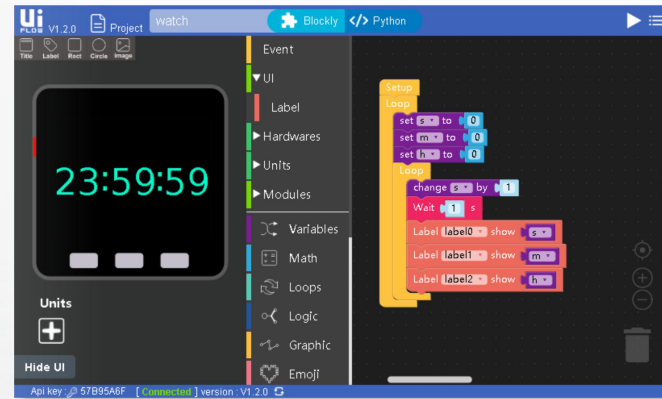 Ui FLOW V1.2.0 Project watch Blockly </> Python
Title Label Rect Circle Image
23:59:59
Units
Hide UI
Event
UI
Label
Hardwares
Units
Modules
Variables
Math
Loops
Logic
Graphic
Emoji
Setup
Loop
set s to 0
set m to 0
set h to 0
Loop
change s by 1
Wait 1 s
Label label0 show s
Label label1 show m
Label label2 show h
Api key : 57B95A6F [ Connected ] version : V1.2.0